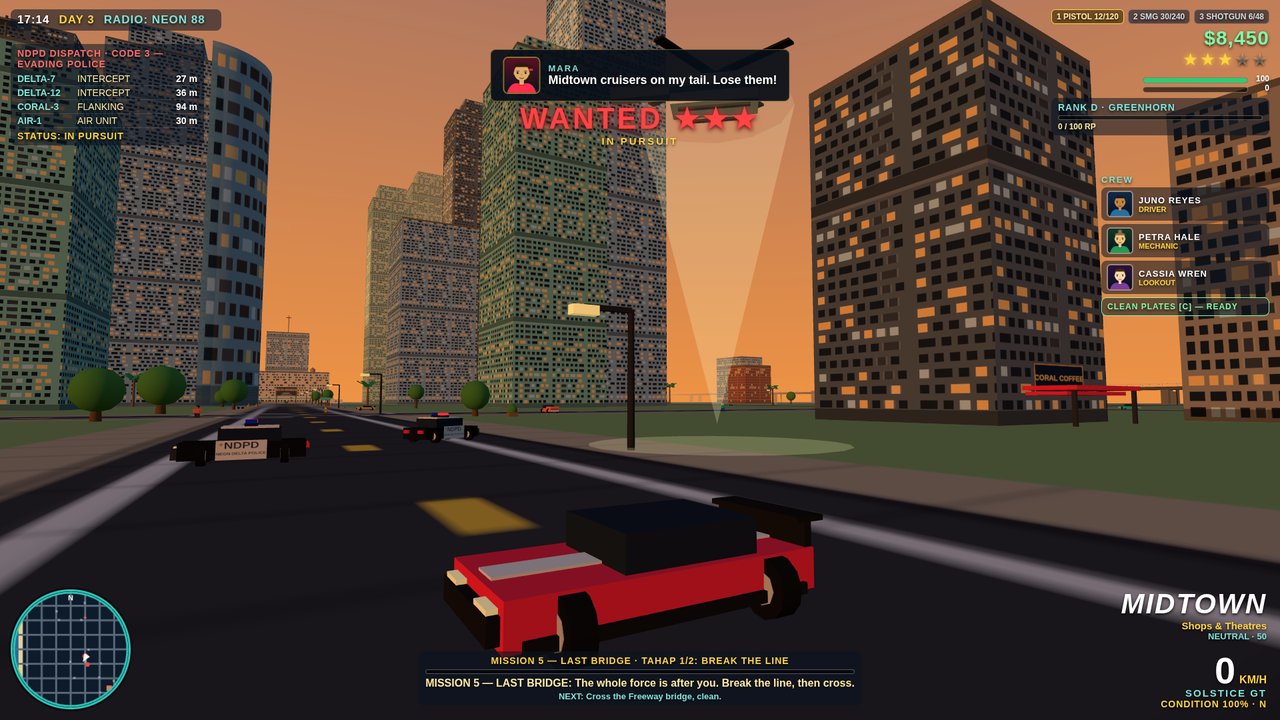 17:14 DAY 3 RADIO: NEON 88
NDPD DISPATCH · CODE 3 —
EVADING POLICE
DELTA-7 INTERCEPT 27 m
DELTA-12 INTERCEPT 36 m
CORAL-3 FLANKING 94 m
AIR-1 AIR UNIT 30 m
STATUS: IN PURSUIT
MARA
Midtown cruisers on my tail. Lose them!
WANTED ★★★
IN PURSUIT
1 PISTOL 12/120 2 SMG 30/240 3 SHOTGUN 6/48
$8,450
★★★★★
100
0
RANK D · GREENHORN
0 / 100 RP
CREW
JUNO REYES
DRIVER
PETRA HALE
MECHANIC
CASSIA WREN
LOOKOUT
CLEAN PLATES [C] — READY
CORAL COFFEE
NDPD
NEON DELTA POLICE
NDPD
N
MISSION 5 — LAST BRIDGE · TAHAP 1/2: BREAK THE LINE
MISSION 5 — LAST BRIDGE: The whole force is after you. Break the line, then cross.
NEXT: Cross the Freeway bridge, clean.
MIDTOWN
Shops & Theatres
NEUTRAL · 50
0 KM/H
SOLSTICE GT
CONDITION 100% · N